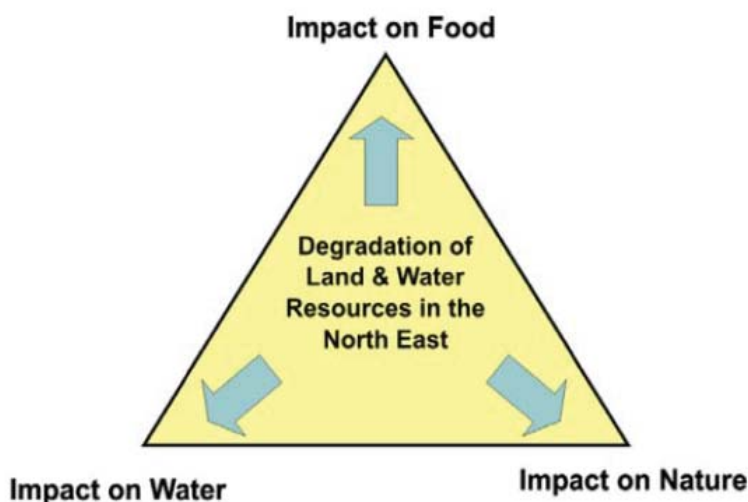 Impact on Food
Degradation of
Land & Water
Resources in the
North East
Impact on Water
Impact on Nature